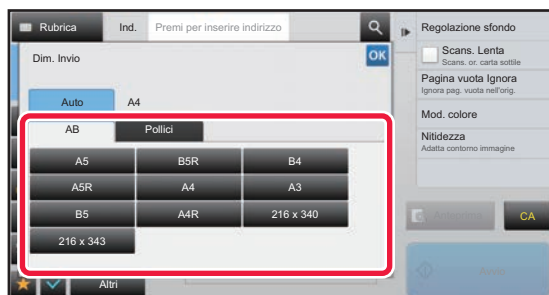 Rubrica
Ind.
Premi per inserire indirizzo
Dim. Invio
OK
Auto
A4
AB
Pollici
A5
B5R
B4
A5R
A4
A3
B5
A4R
216 x 340
216 x 343
Altri
Regolazione sfondo
Scans. Lenta
Scans. or. carta sottile
Pagina vuota Ignora
Ignora pag. vuota nell'orig.
Mod. colore
Nitidezza
Adatta contorno immagine
CA